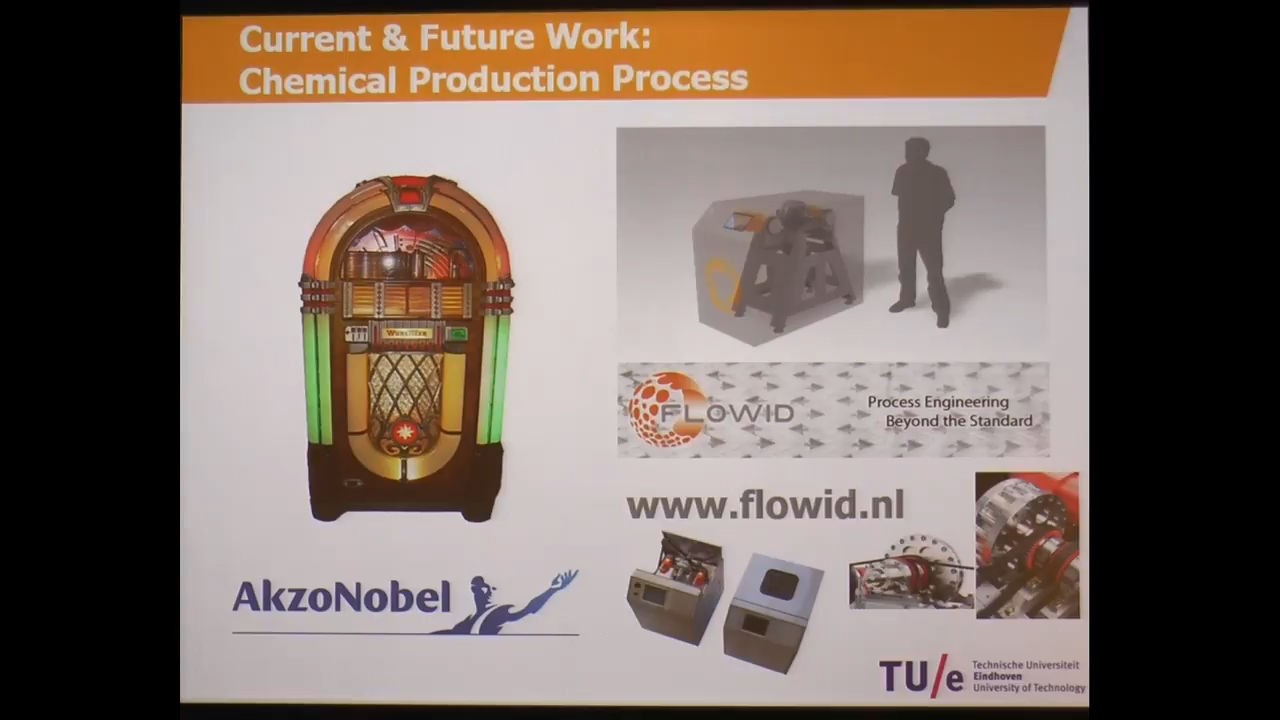 Current & Future Work:
Chemical Production Process
WURLITZER
FLOWID
Process Engineering
Beyond the Standard
www.flowid.nl
AkzoNobel
TU/e
Technische Universiteit
Eindhoven
University of Technology